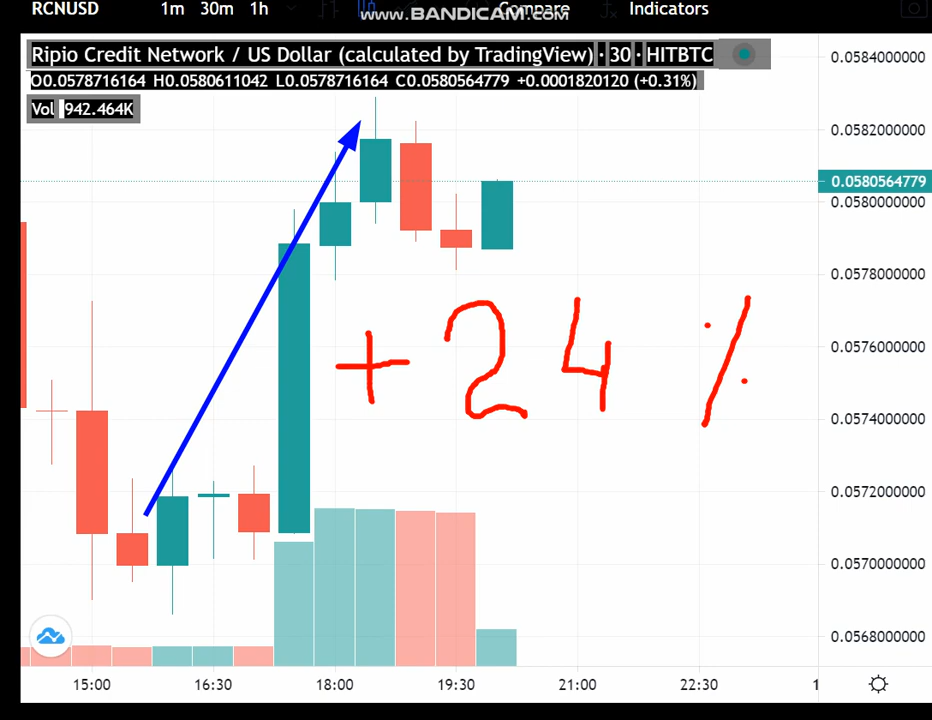 RCNUSD 1m 30m 1h Compare Indicators
www.BANDICAM.com
Ripio Credit Network / US Dollar (calculated by TradingView) · 30 · HITBTC
O0.0578716164 H0.0580611042 L0.0578716164 C0.0580564779 +0.0001820120 (+0.31%)
Vol 942.464K
0.0584000000
0.0582000000
0.0580564779
0.0580000000
0.0578000000
0.0576000000
0.0574000000
0.0572000000
0.0570000000
0.0568000000
+24 %
15:00 16:30 18:00 19:30 21:00 22:30 1